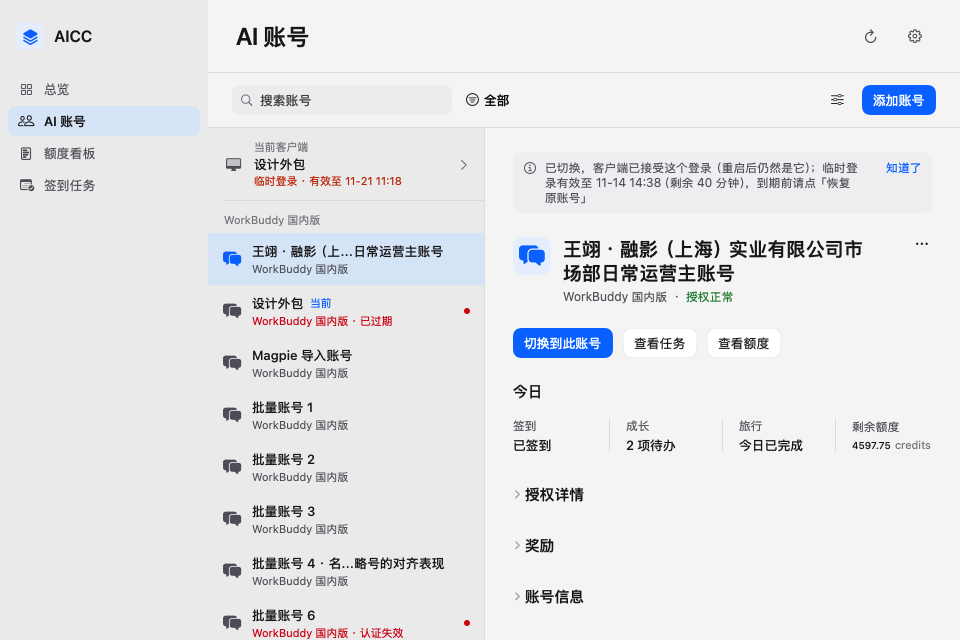 AICC
总览
AI 账号
额度看板
签到任务
AI 账号
搜索账号
全部
添加账号
当前客户端
设计外包
临时登录 · 有效至 11-21 11:18
WorkBuddy 国内版
王翊 · 融影（上…日常运营主账号
WorkBuddy 国内版
设计外包 当前
WorkBuddy 国内版 · 已过期
Magpie 导入账号
WorkBuddy 国内版
批量账号 1
WorkBuddy 国内版
批量账号 2
WorkBuddy 国内版
批量账号 3
WorkBuddy 国内版
批量账号 4 · 名…略号的对齐表现
WorkBuddy 国内版
批量账号 6
WorkBuddy 国内版 · 认证失效
已切换，客户端已接受这个登录（重启后仍然是它）；临时登
录有效至 11-14 14:38（剩余 40 分钟），到期前请点「恢复
原账号」
知道了
王翊 · 融影（上海）实业有限公司市
场部日常运营主账号
WorkBuddy 国内版 · 授权正常
切换到此账号
查看任务
查看额度
今日
签到
已签到
成长
2 项待办
旅行
今日已完成
剩余额度
4597.75 credits
授权详情
奖励
账号信息